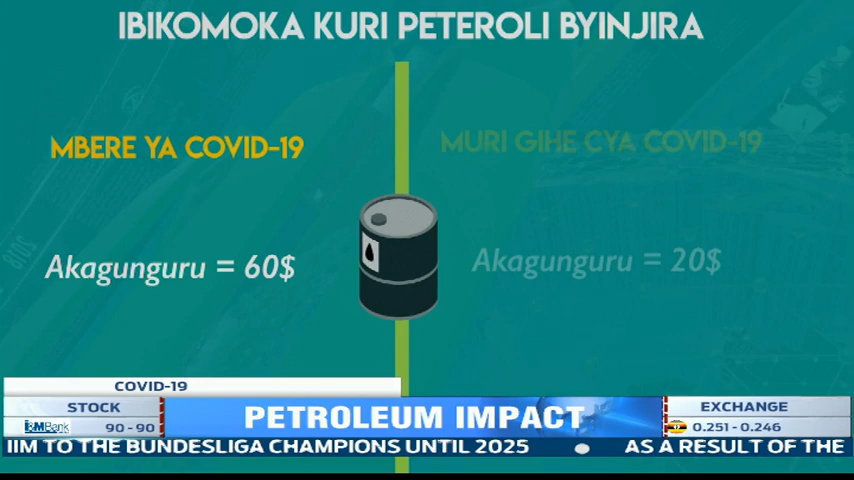 IBIKOMOKA KURI PETEROLI BYINJIRA
MBERE YA COVID-19
MURI GIHE CYA COVID-19
Akagunguru = 60$
Akagunguru = 20$
COVID-19
STOCK
I&M Bank
90 - 90
PETROLEUM IMPACT
EXCHANGE
0.251 - 0.246
IIM TO THE BUNDESLIGA CHAMPIONS UNTIL 2025
AS A RESULT OF THE